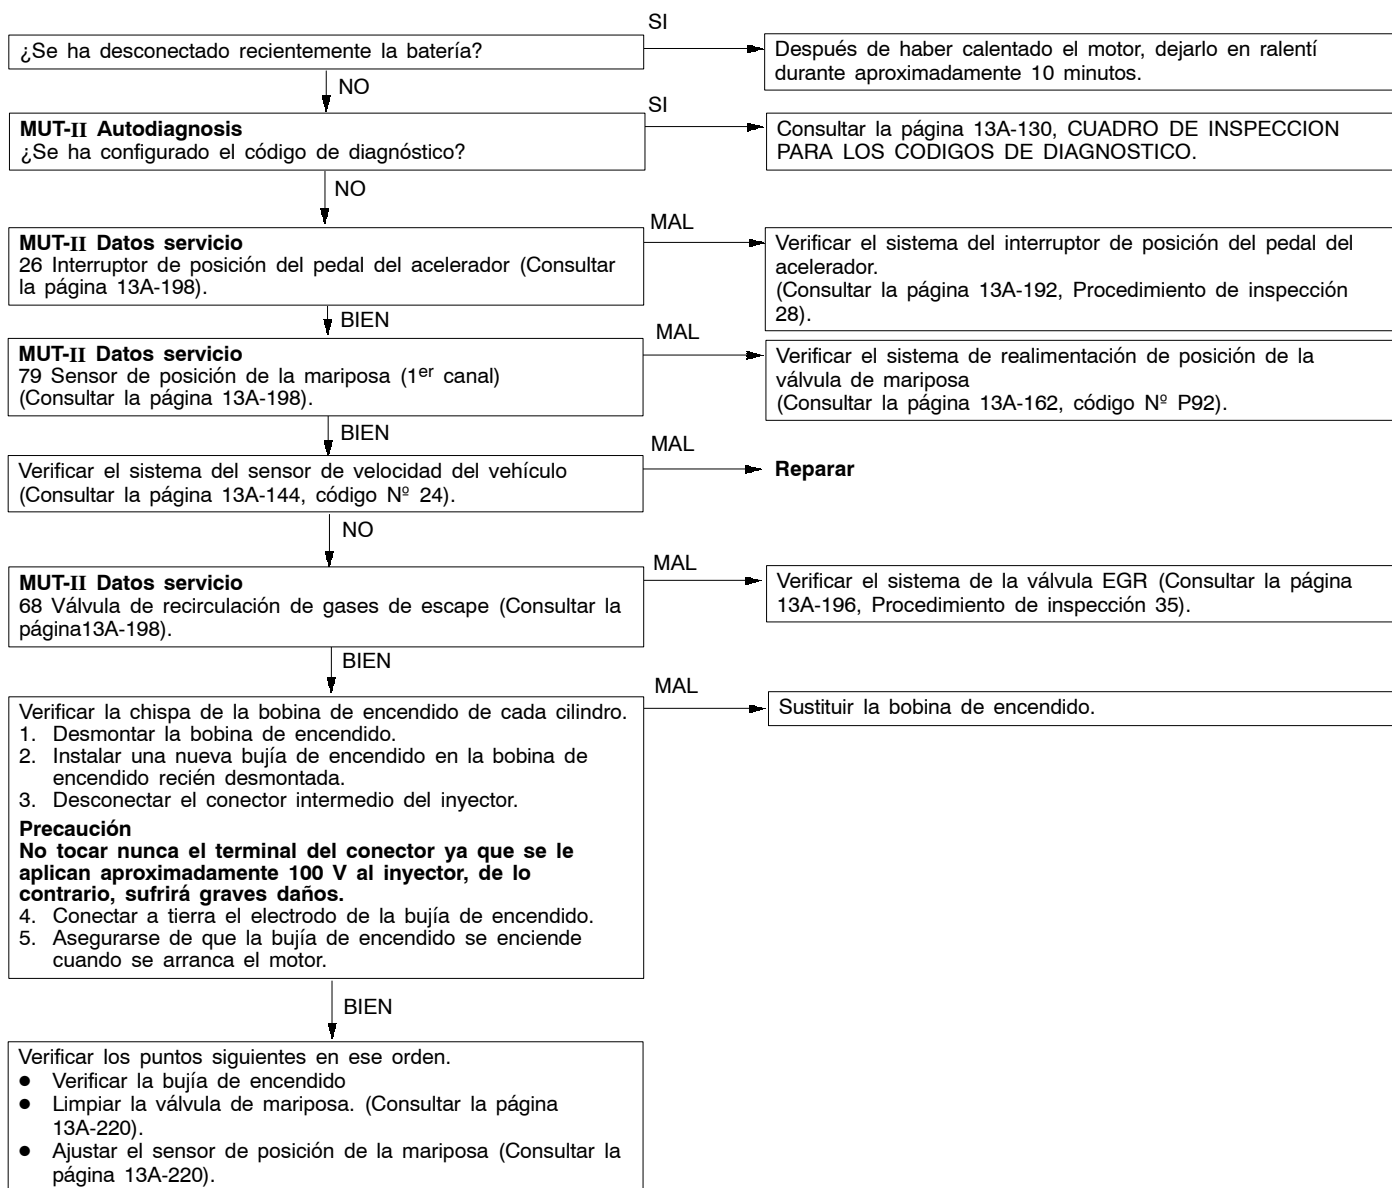 SI
¿Se ha desconectado recientemente la batería?
Después de haber calentado el motor, dejarlo en ralentí
durante aproximadamente 10 minutos.
NO
SI
MUT-II Autodiagnosis
¿Se ha configurado el código de diagnóstico?
Consultar la página 13A-130, CUADRO DE INSPECCION
PARA LOS CODIGOS DE DIAGNOSTICO.
NO
MAL
MUT-II Datos servicio
26 Interruptor de posición del pedal del acelerador (Consultar
la página 13A-198).
Verificar el sistema del interruptor de posición del pedal del
acelerador.
(Consultar la página 13A-192, Procedimiento de inspección
28).
BIEN
MAL
MUT-II Datos servicio
79 Sensor de posición de la mariposa (1er canal)
(Consultar la página 13A-198).
Verificar el sistema de realimentación de posición de la
válvula de mariposa
(Consultar la página 13A-162, código Nº P92).
BIEN
MAL
Verificar el sistema del sensor de velocidad del vehículo
(Consultar la página 13A-144, código Nº 24).
Reparar
NO
MAL
MUT-II Datos servicio
68 Válvula de recirculación de gases de escape (Consultar la
página13A-198).
Verificar el sistema de la válvula EGR (Consultar la página
13A-196, Procedimiento de inspección 35).
BIEN
MAL
Verificar la chispa de la bobina de encendido de cada cilindro.
1. Desmontar la bobina de encendido.
2. Instalar una nueva bujía de encendido en la bobina de
encendido recién desmontada.
3. Desconectar el conector intermedio del inyector.
Precaución
No tocar nunca el terminal del conector ya que se le
aplican aproximadamente 100 V al inyector, de lo
contrario, sufrirá graves daños.
4. Conectar a tierra el electrodo de la bujía de encendido.
5. Asegurarse de que la bujía de encendido se enciende
cuando se arranca el motor.
Sustituir la bobina de encendido.
BIEN
Verificar los puntos siguientes en ese orden.
● Verificar la bujía de encendido
● Limpiar la válvula de mariposa. (Consultar la página
13A-220).
● Ajustar el sensor de posición de la mariposa (Consultar la
página 13A-220).